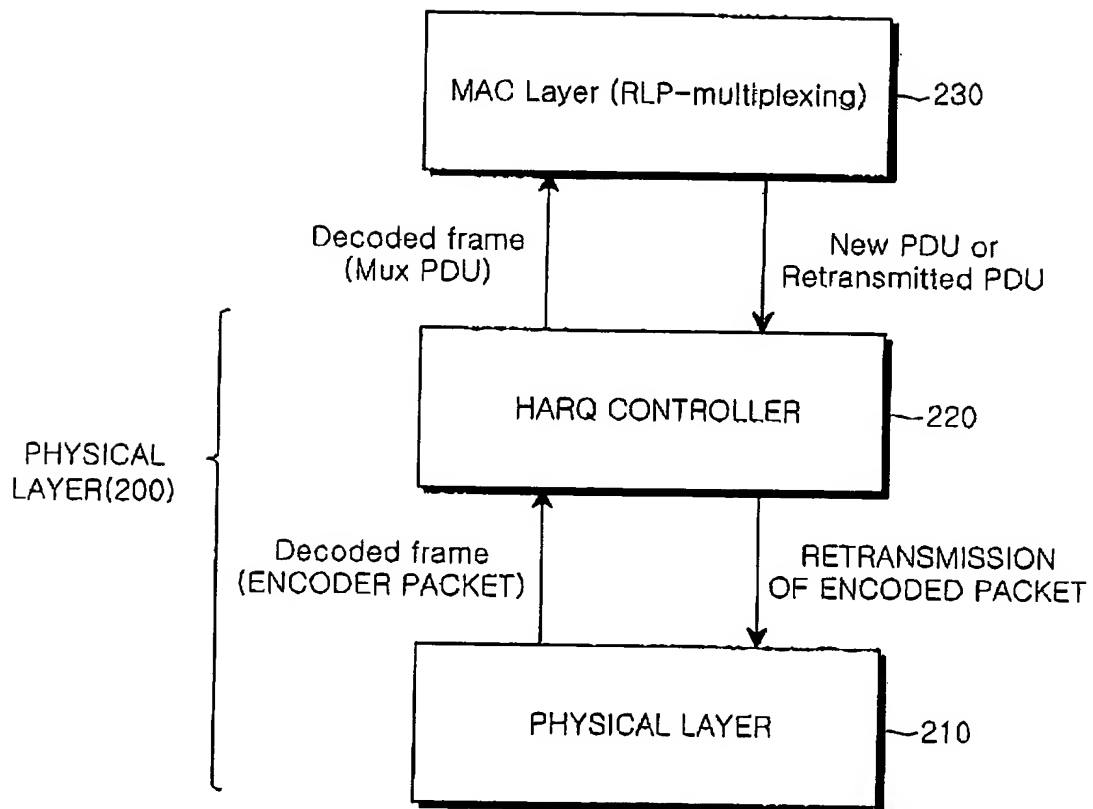 MAC Layer (RLP-multiplexing)
230
Decoded frame
(Mux PDU)
New PDU or
Retransmitted PDU
HARQ CONTROLLER
220
PHYSICAL
LAYER(200)
Decoded frame
(ENCODER PACKET)
RETRANSMISSION
OF ENCODED PACKET
PHYSICAL LAYER
210